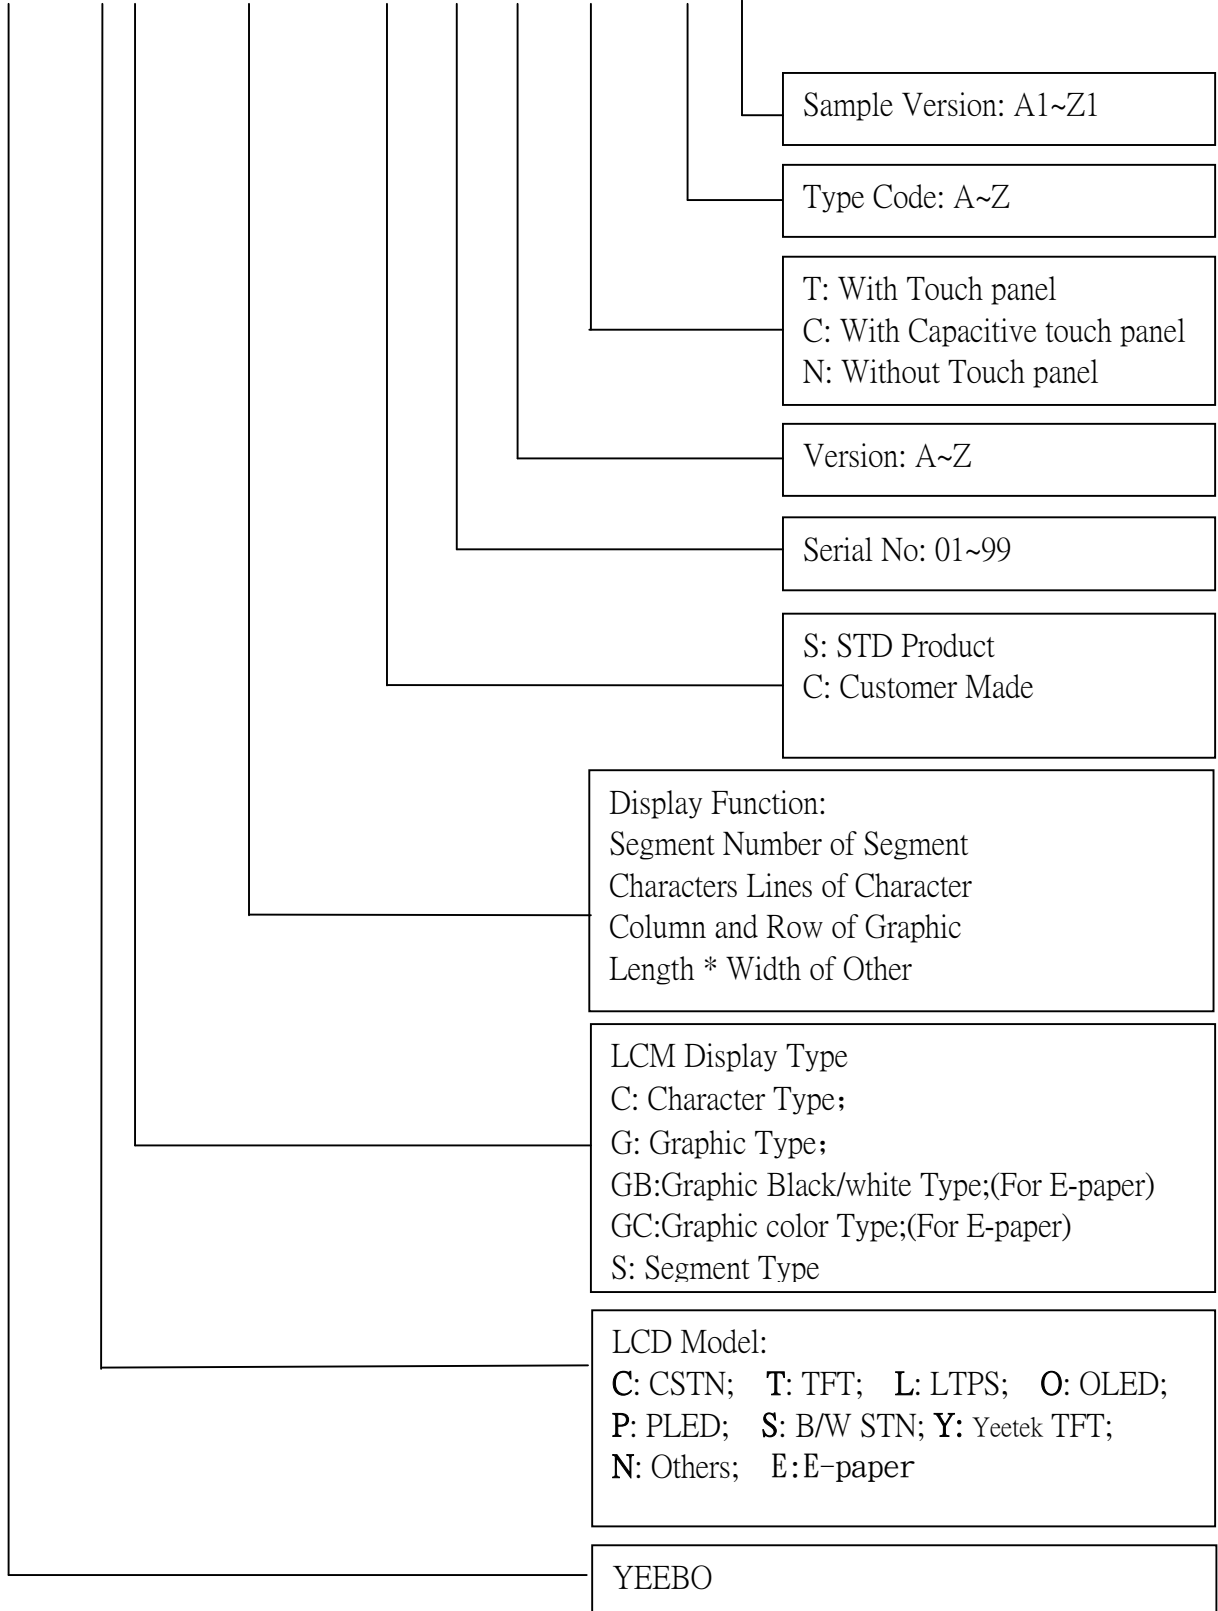 Sample Version: A1~Z1
Type Code: A~Z
T: With Touch panel
C: With Capacitive touch panel
N: Without Touch panel
Version: A~Z
Serial No: 01~99
S: STD Product
C: Customer Made
Display Function:
Segment Number of Segment
Characters Lines of Character
Column and Row of Graphic
Length * Width of Other
LCM Display Type
C: Character Type；
G: Graphic Type；
GB:Graphic Black/white Type;(For E-paper)
GC:Graphic color Type;(For E-paper)
S: Segment Type
LCD Model:
C: CSTN; T: TFT; L: LTPS; O: OLED;
P: PLED; S: B/W STN; Y: Yeetek TFT;
N: Others; E:E-paper
YEEBO